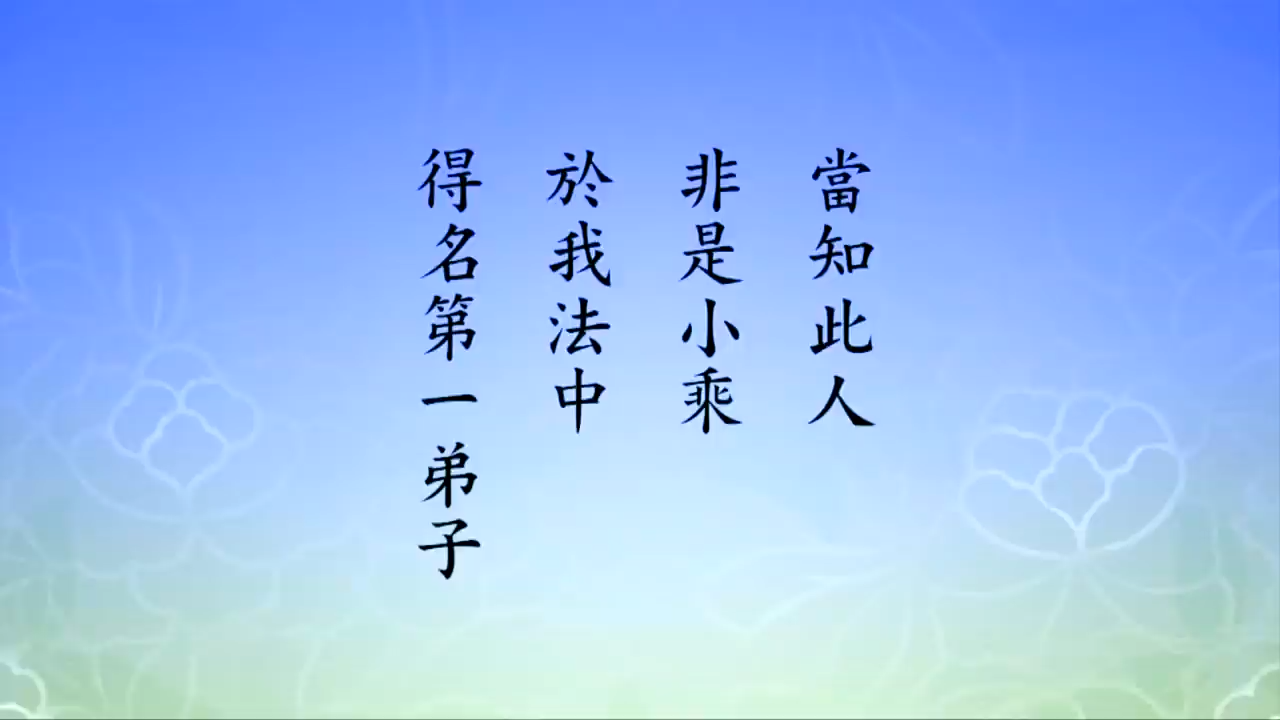 當知此人
非是小乘
於我法中
得名第一弟子